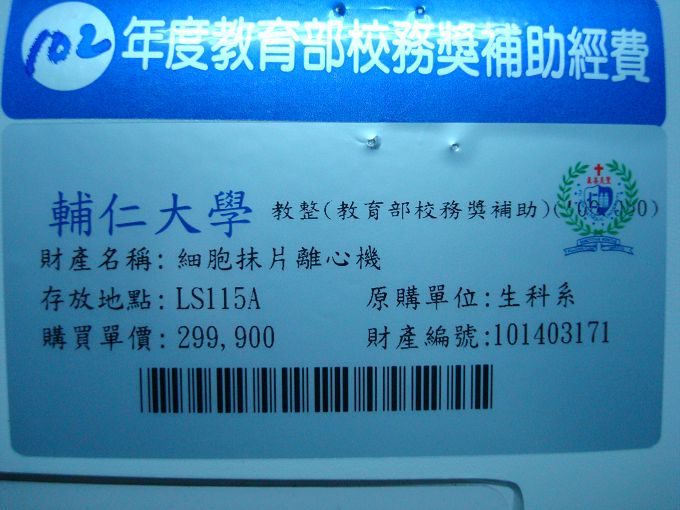 102 年度教育部校務獎補助經費
輔仁大學 教整(教育部校務獎補助)
財產名稱: 細胞抹片離心機
存放地點: LS115A 原購單位: 生科系
購買單價: 299,900 財產編號:101403171